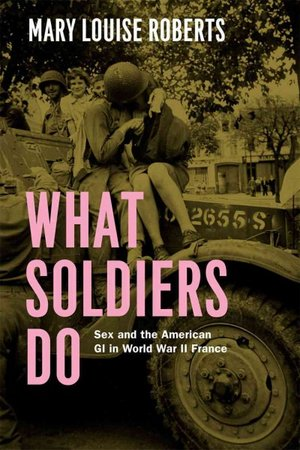 MARY LOUISE ROBERTS
2655-S
WHAT
SOLDIERS
DO
Sex and the American
GI in World War II France